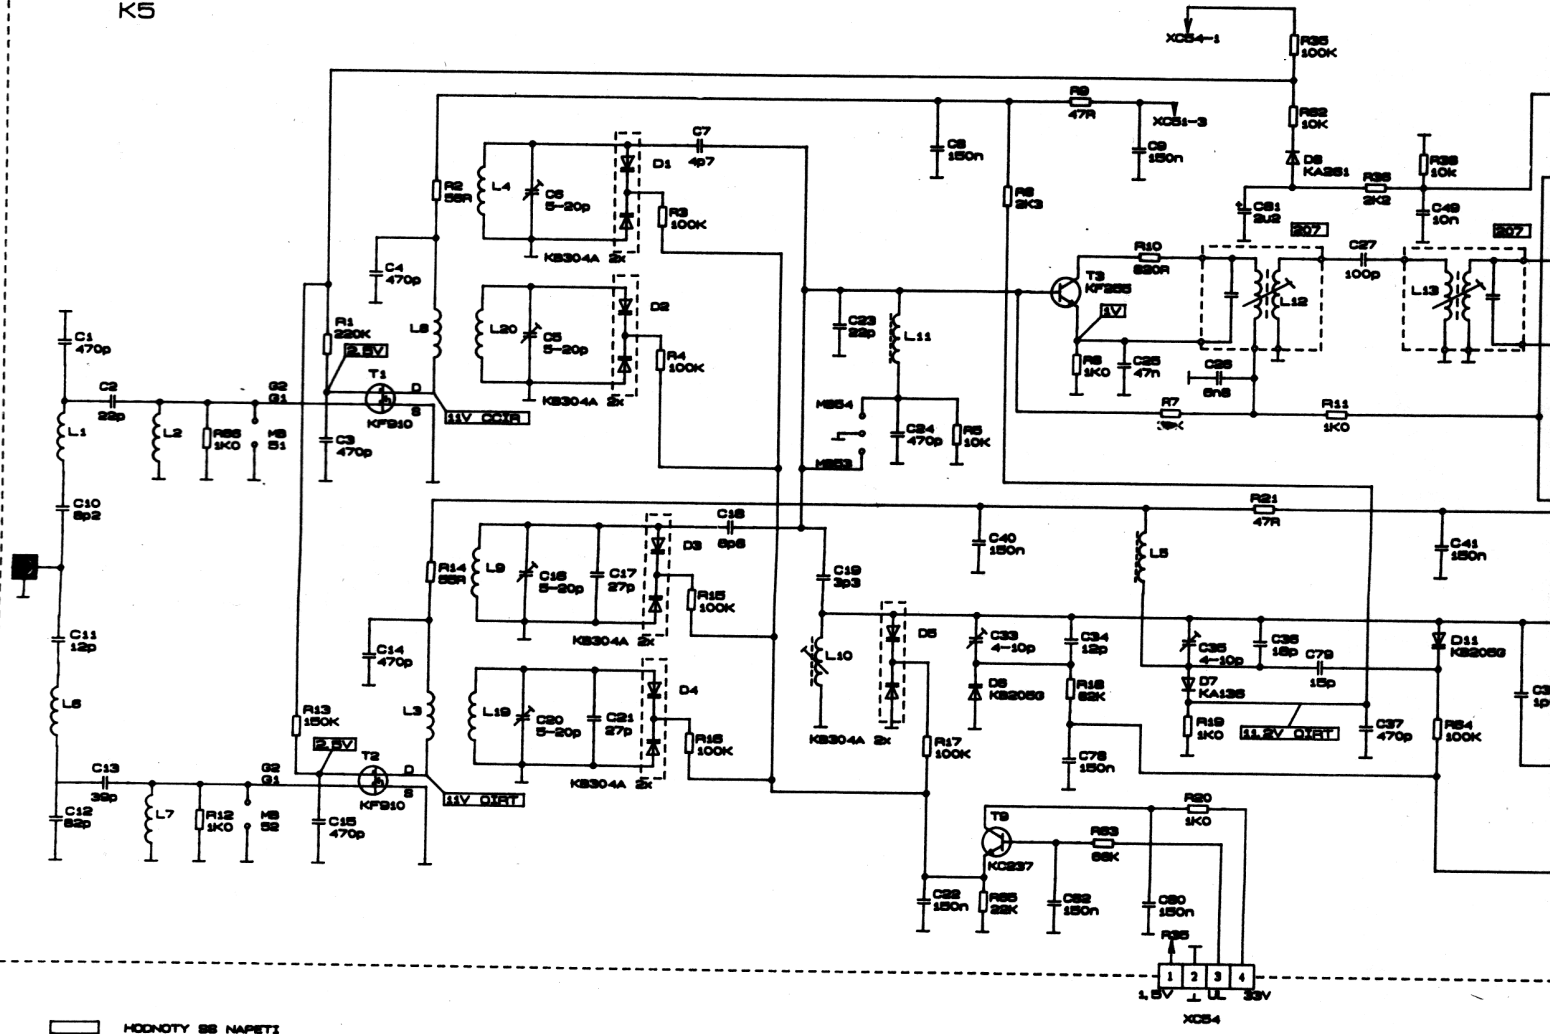 K5
XC54-1
R35
100K
R9
47R
XC51-3
R62
10K
C7
4p7
D1
C8
150n
C9
150n
D8
KA261
R38
10k
R2
56R
L4
C6
5-20p
R3
100K
R6
2K3
R36
2K2
C61
2u2
C49
10n
207
207
KB304A 2x
C4
470p
R10
820R
C27
100p
T3
KF255
D2
L12
L13
1V
R1
220K
L8
L20
C5
5-20p
C23
22p
L11
C1
470p
2.5V
R4
100K
R8
1K0
C25
47n
C26
6n8
T1
C2
22p
G2
G1
D
S
KB304A 2x
MS54
R7
R11
1K0
KF910
11V CCIR
L1
L2
R66
1K0
MS
51
C3
470p
C24
470p
R5
10K
MS53
C10
8p2
R21
47R
C18
6p8
D3
C40
150n
L5
C41
150n
R14
56R
L9
C16
5-20p
C17
27p
C19
3p3
R15
100K
C11
12p
KB304A 2x
C14
470p
L10
D5
C33
4-10p
C34
12p
C35
4-10p
C36
18p
D11
KB205G
C79
15p
D6
KB205G
R18
82K
D7
KA136
D4
L6
R13
150K
L3
L19
C20
5-20p
C21
27p
R19
1K0
C37
470p
R64
100K
11.2V OIRT
2.5V
R16
100K
KB304A 2x
R17
100K
T2
C13
39p
G2
G1
D
S
KB304A 2x
C78
150n
KF910
11V OIRT
C12
82p
L7
R12
1K0
MS
52
C15
470p
T9
R20
1K0
R63
68K
KC237
C22
150n
R65
22K
C62
150n
C80
150n
R35
1 2 3 4
1,5V
⊥
UL
33V
XC54
HODNOTY SS NAPETI